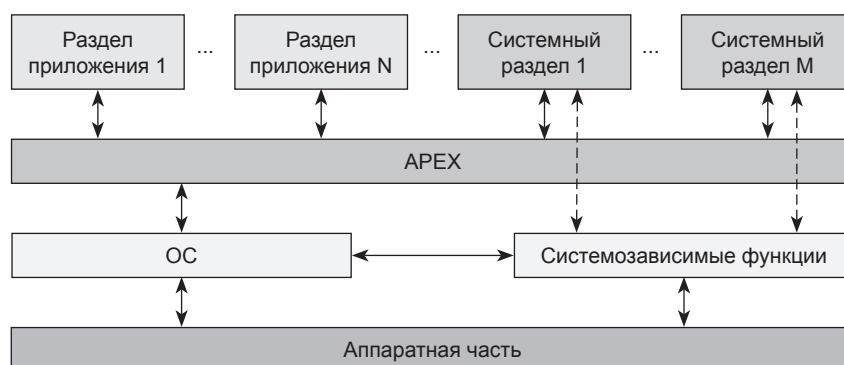 Раздел
приложения 1
...
Раздел
приложения N
...
Системный
раздел 1
...
Системный
раздел M
APEX
ОС
Системозависимые функции
Аппаратная часть